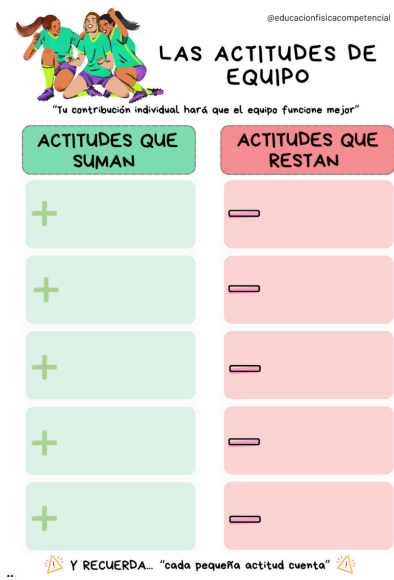 @educacionfisicacompetencial
LAS ACTITUDES DE
EQUIPO
"Tu contribución individual hará que el equipo funcione mejor"
ACTITUDES QUE
SUMAN
ACTITUDES QUE
RESTAN
Y RECUERDA... "cada pequeña actitud cuenta"